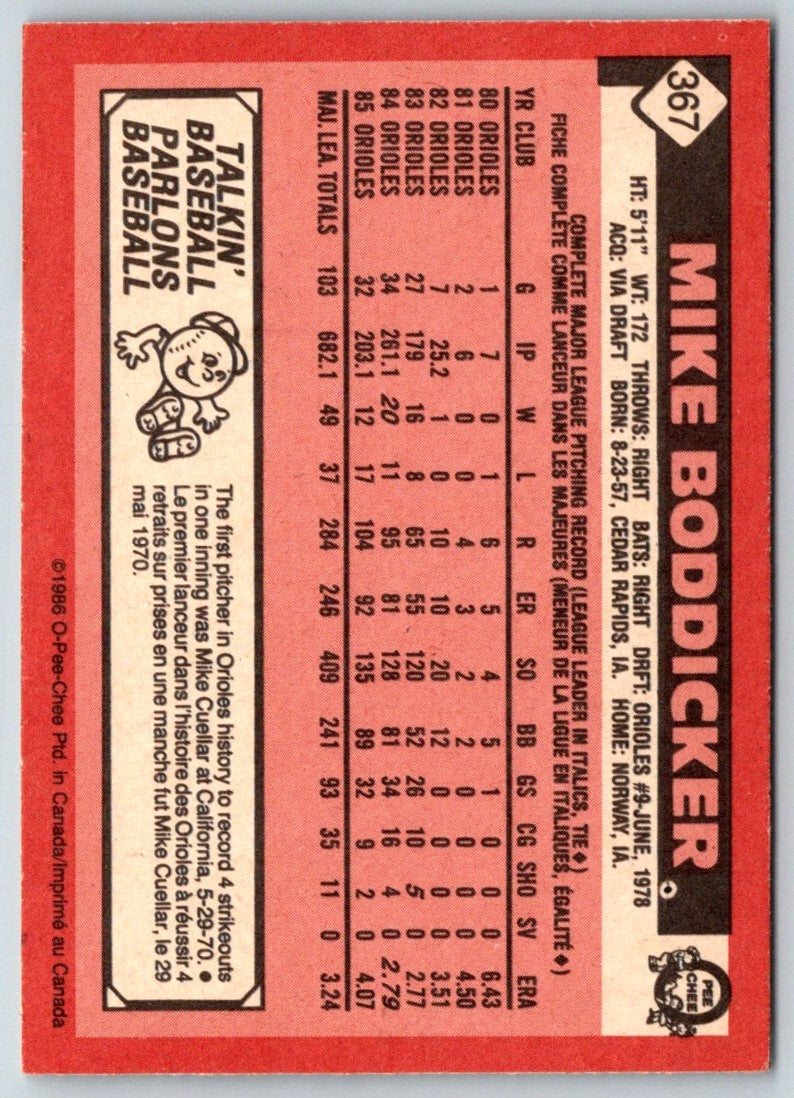 367
MIKE BODDICKER
HT: 5'11" WT: 172 THROWS: RIGHT BATS: RIGHT DRFT: ORIOLES #9-JUNE, 1978
ACQ: VIA DRAFT BORN: 8-23-57, CEDAR RAPIDS, IA. HOME: NORWAY, IA.
O PEE CHEE
COMPLETE MAJOR LEAGUE PITCHING RECORD (LEAGUE LEADER IN ITALICS, TIE ♦)
FICHE COMPLÈTE COMME LANCEUR DANS LES MAJEURES (MENEUR DE LA LIGUE EN ITALIQUES, ÉGALITÉ ♦)
YR CLUB G IP W L R ER SO BB GS CG SHO SV ERA
80 ORIOLES 1 7 0 1 6 5 4 5 1 0 0 0 6.43
81 ORIOLES 2 6 0 0 4 3 2 2 0 0 0 0 4.50
82 ORIOLES 7 25.2 1 0 10 10 20 12 0 0 0 0 3.51
83 ORIOLES 27 179 16 8 65 55 120 52 26 10 5 0 2.77
84 ORIOLES 34 261.1 20 11 95 81 128 81 34 16 4 0 2.79
85 ORIOLES 32 203.1 12 17 104 92 135 89 32 9 2 0 4.07
MAJ. LEA. TOTALS 103 682.1 49 37 284 246 409 241 93 35 11 0 3.24
TALKIN'
BASEBALL
PARLONS
BASEBALL
The first pitcher in Orioles history to record 4 strikeouts
in one inning was Mike Cuellar at California, 5-29-70. ●
Le premier lanceur dans l'histoire des Orioles à réussir 4
retraits sur prises en une manche fut Mike Cuellar, le 29
mai 1970.
©1986 O-Pee-Chee Ptd. in Canada/Imprimé au Canada